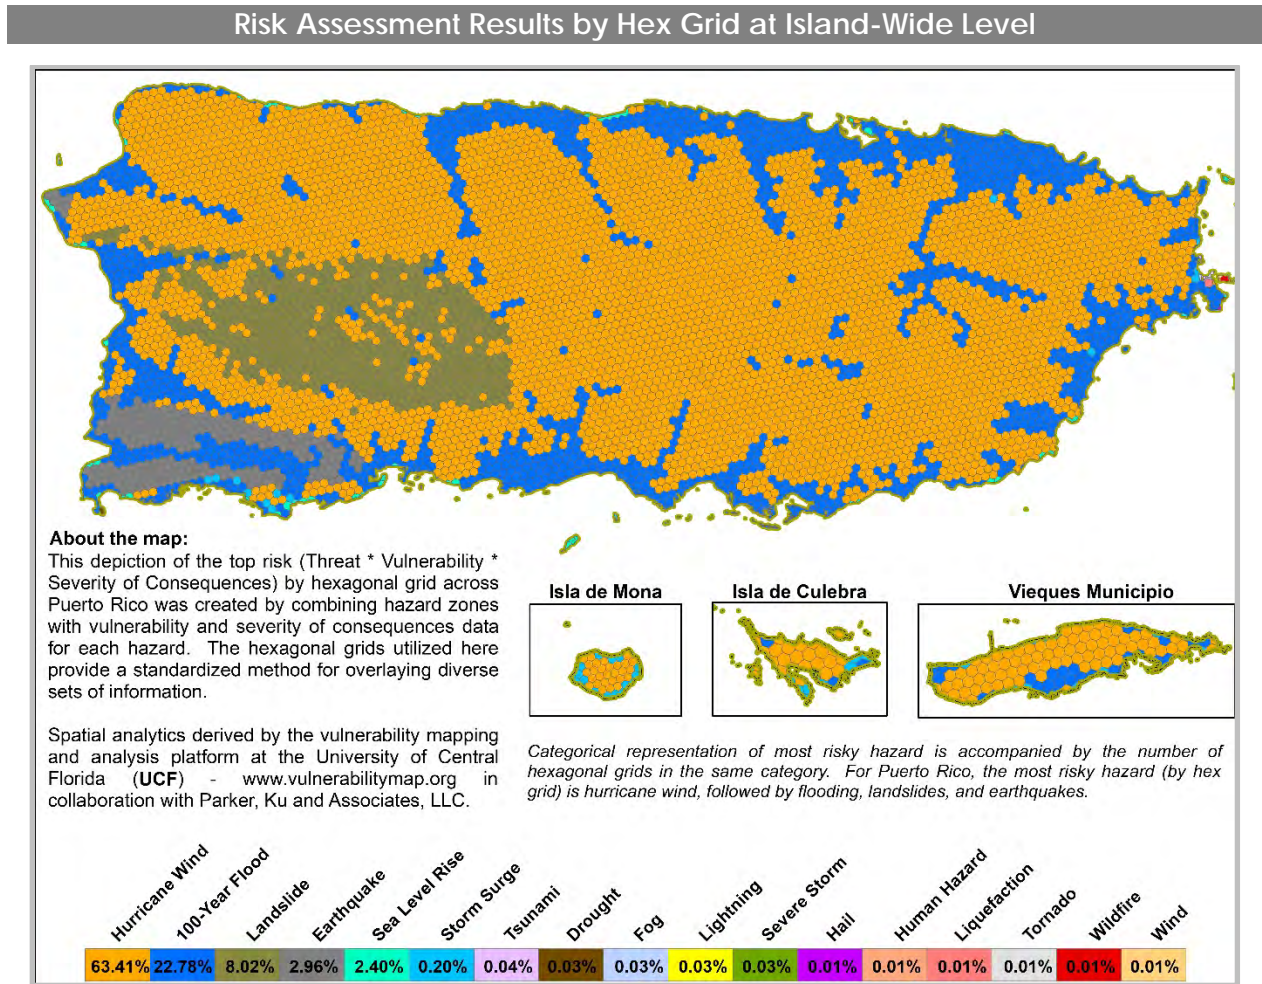 Risk Assessment Results by Hex Grid at Island-Wide Level
About the map:
This depiction of the top risk (Threat * Vulnerability *
Severity of Consequences) by hexagonal grid across
Puerto Rico was created by combining hazard zones
with vulnerability and severity of consequences data
for each hazard. The hexagonal grids utilized here
provide a standardized method for overlaying diverse
sets of information.
Spatial analytics derived by the vulnerability mapping
and analysis platform at the University of Central
Florida (UCF) - www.vulnerabilitymap.org in
collaboration with Parker, Ku and Associates, LLC.
Isla de Mona
Isla de Culebra
Vieques Municipio
Categorical representation of most risky hazard is accompanied by the number of
hexagonal grids in the same category. For Puerto Rico, the most risky hazard (by hex
grid) is hurricane wind, followed by flooding, landslides, and earthquakes.
Hurricane Wind
100-Year Flood
Landslide
Earthquake
Sea Level Rise
Storm Surge
Tsunami
Drought
Fog
Lightning
Severe Storm
Hail
Human Hazard
Liquefaction
Tornado
Wildfire
Wind
63.41% 22.78% 8.02% 2.96% 2.40% 0.20% 0.04% 0.03% 0.03% 0.03% 0.03% 0.01% 0.01% 0.01% 0.01% 0.01% 0.01%